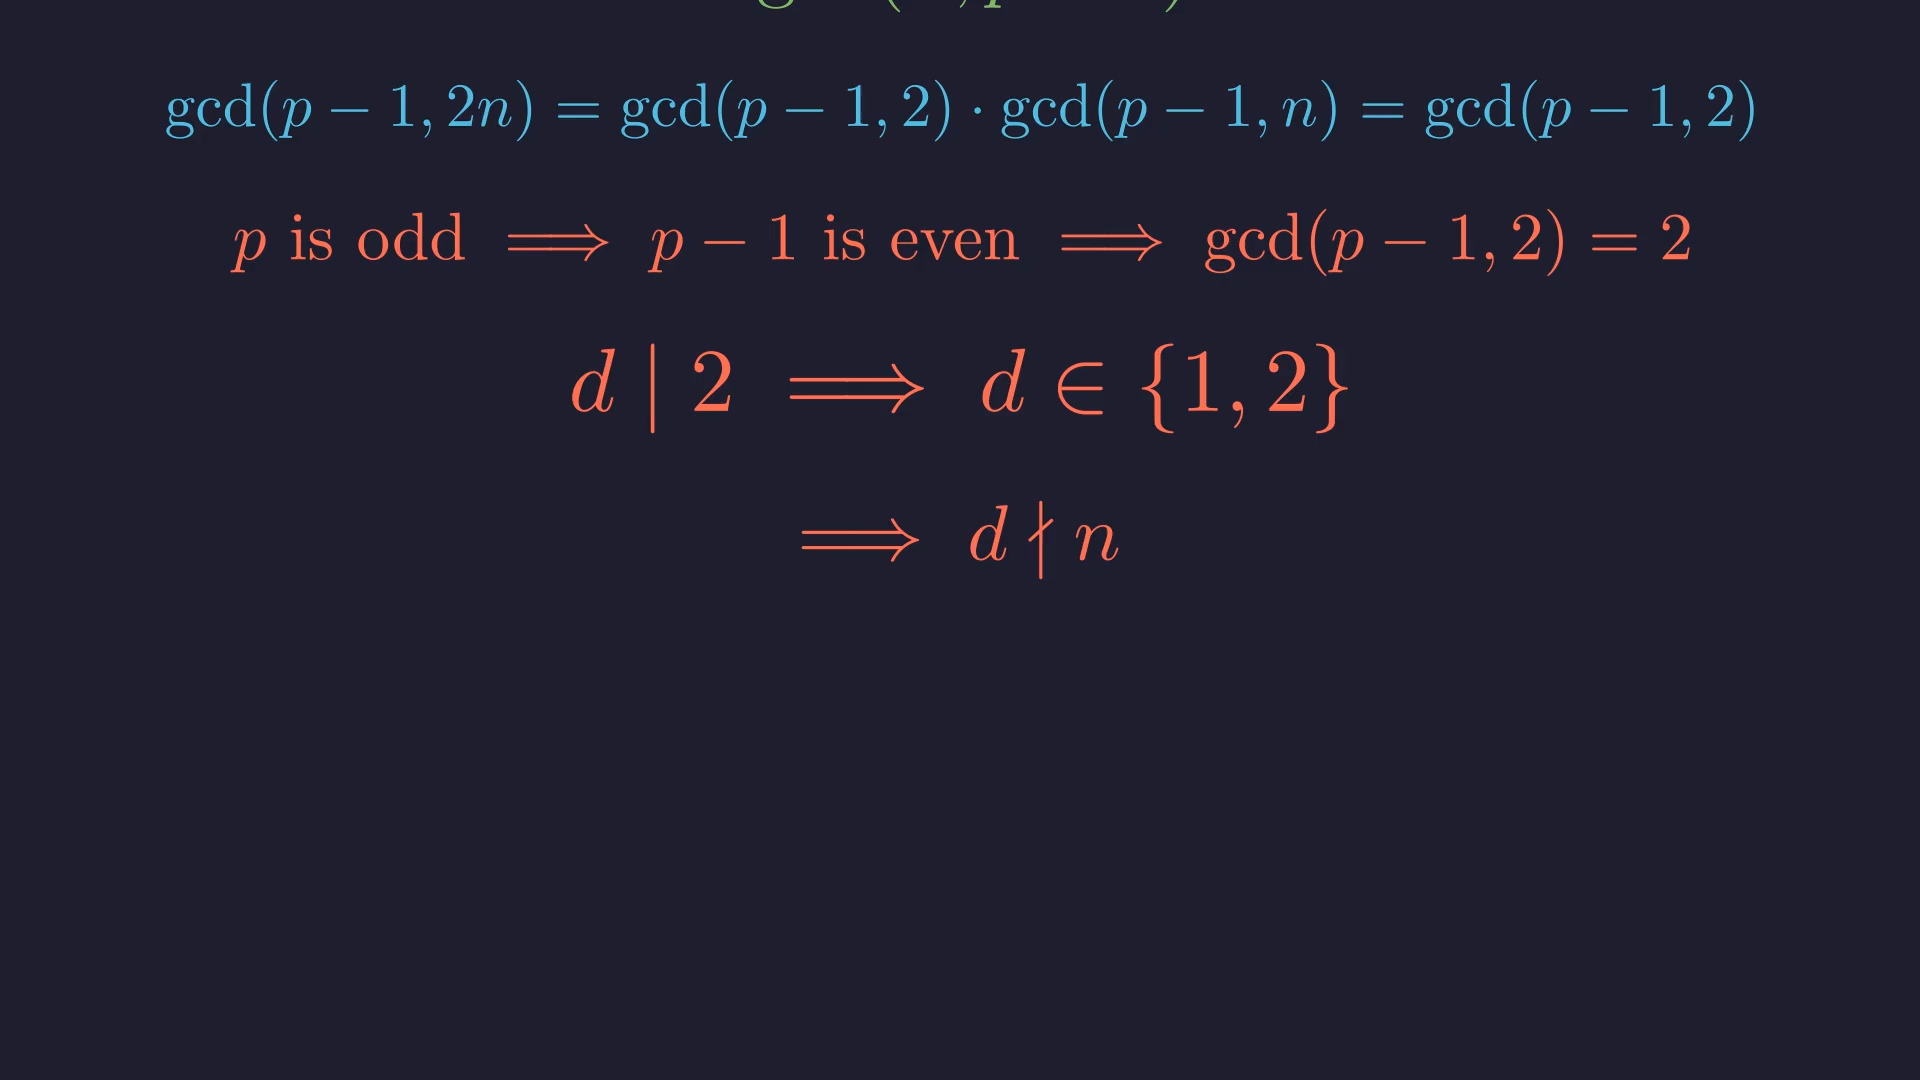 gcd(p − 1, 2n) = gcd(p − 1, 2) · gcd(p − 1, n) = gcd(p − 1, 2)
p is odd ⟹ p − 1 is even ⟹ gcd(p − 1, 2) = 2
d | 2 ⟹ d ∈ {1, 2}
⟹ d ∤ n